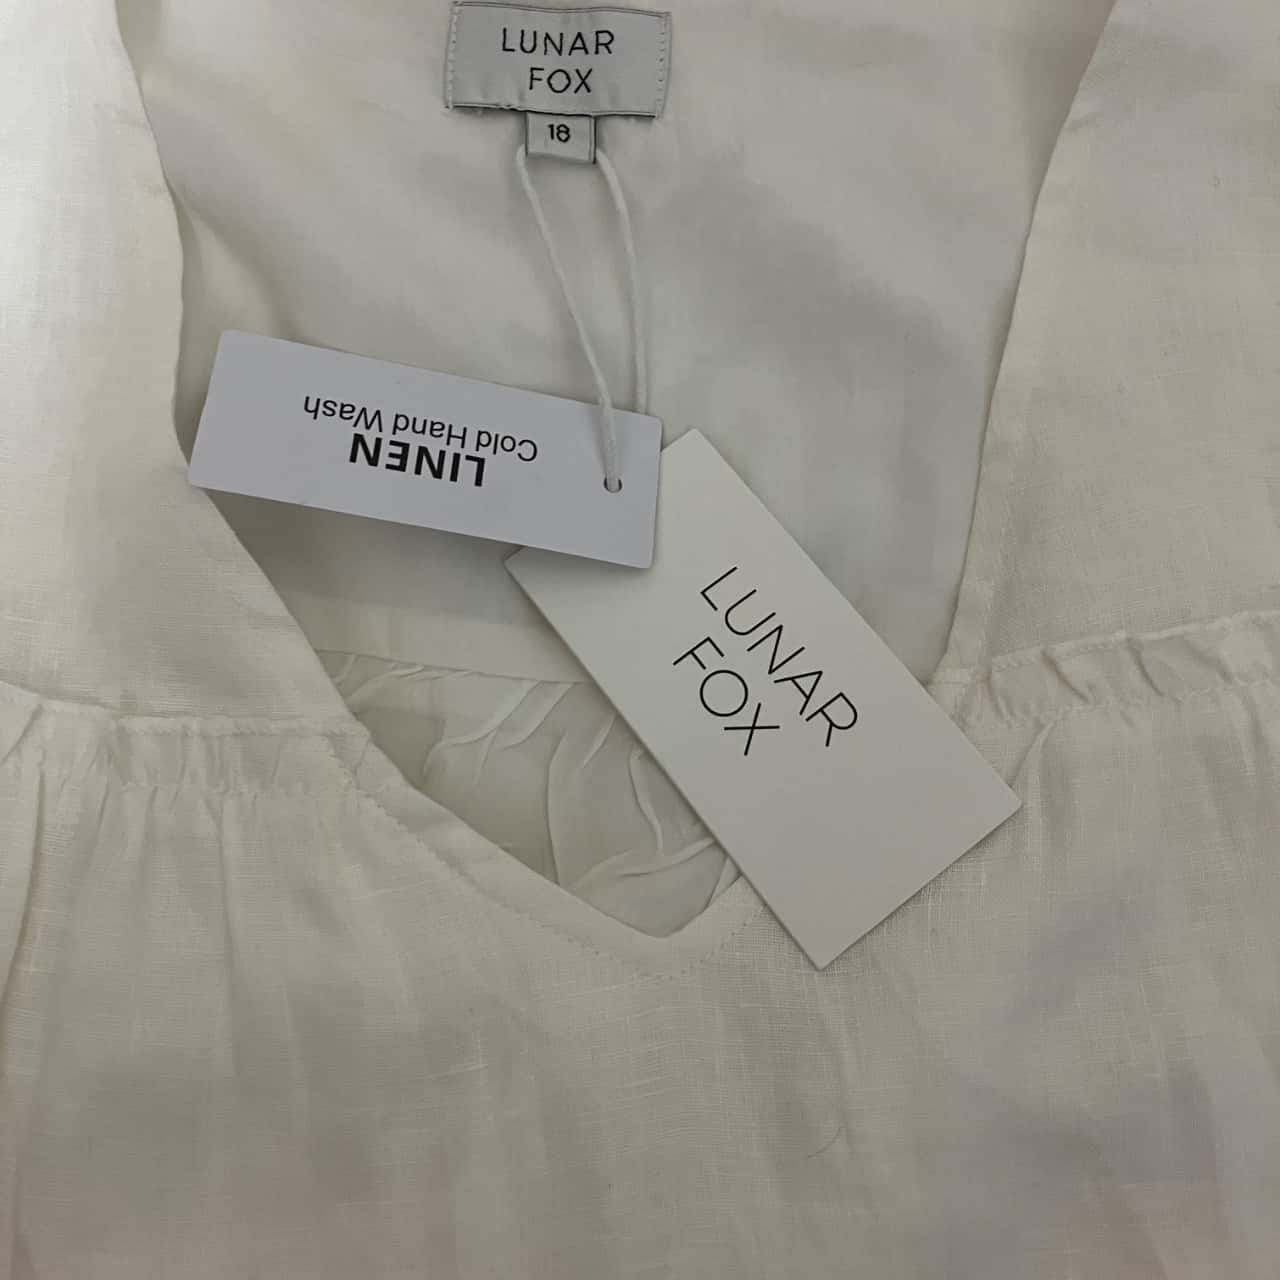 LUNAR
FOX
18
LINEN
Cold Hand Wash
LUNAR
FOX